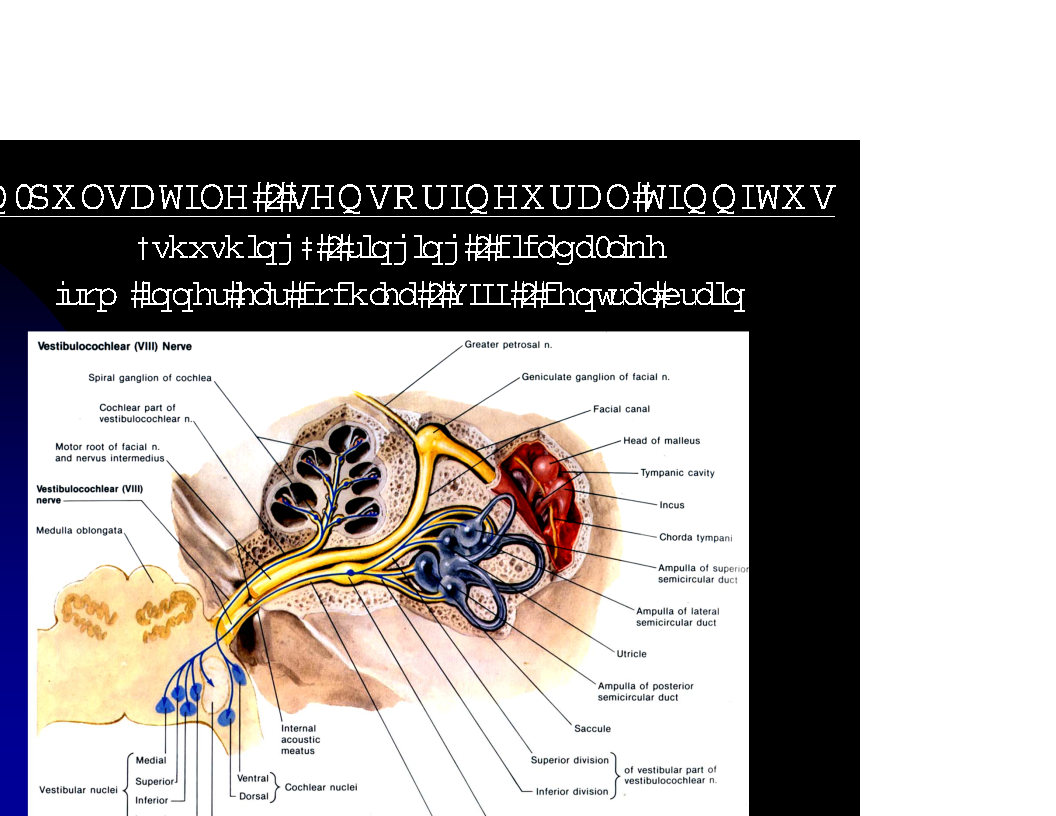 Q0SXOVDWIOH#2#VHQVRUIQHXUDO#WIQQIWXV
†vkxvklqj‡#2#ulqjlqj#2#flfdgd0olnh
iurp#lqqhu#hdu#frfkohd#2#YIII#2#fhqwudo#eudlq
Vestibulocochlear (VIII) Nerve
Greater petrosal n.
Spiral ganglion of cochlea
Geniculate ganglion of facial n.
Cochlear part of
vestibulocochlear n.
Facial canal
Motor root of facial n.
and nervus intermedius
Head of malleus
Tympanic cavity
Vestibulocochlear (VIII)
nerve
Incus
Medulla oblongata
Chorda tympani
Ampulla of superior
semicircular duct
Ampulla of lateral
semicircular duct
Utricle
Ampulla of posterior
semicircular duct
Saccule
Internal
acoustic
meatus
Superior division
Inferior division
of vestibular part of
vestibulocochlear n.
Vestibular nuclei
Medial
Superior
Inferior
Ventral
Dorsal
Cochlear nuclei